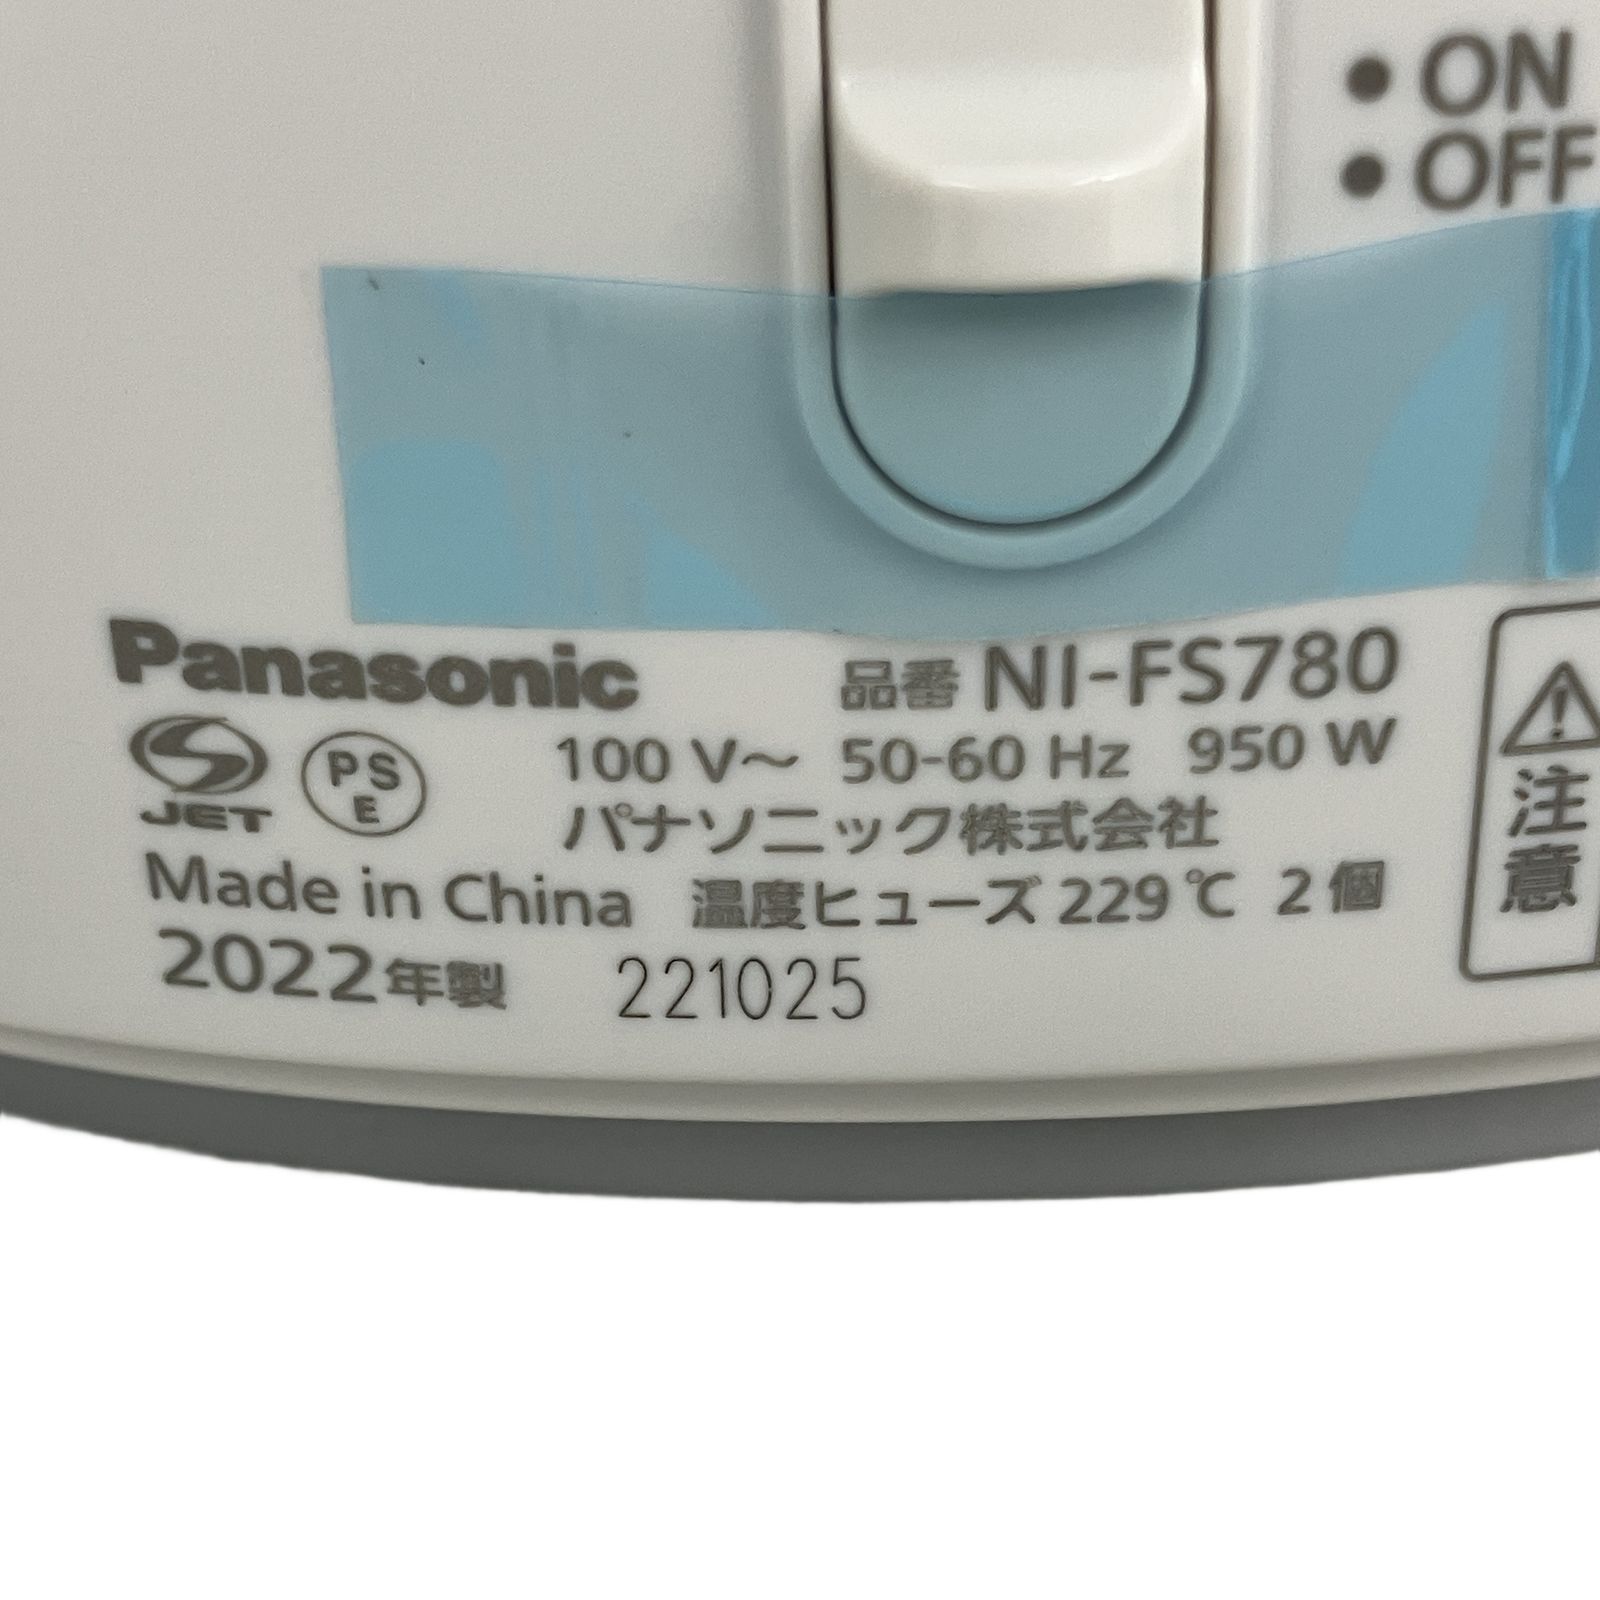 • ON
• OFF
Panasonic 品番 NI-FS780
JET PSE 100 V～ 50-60 Hz 950 W
パナソニック株式会社
Made in China 温度ヒューズ 229 ℃ 2 個
2022年製 221025
注意